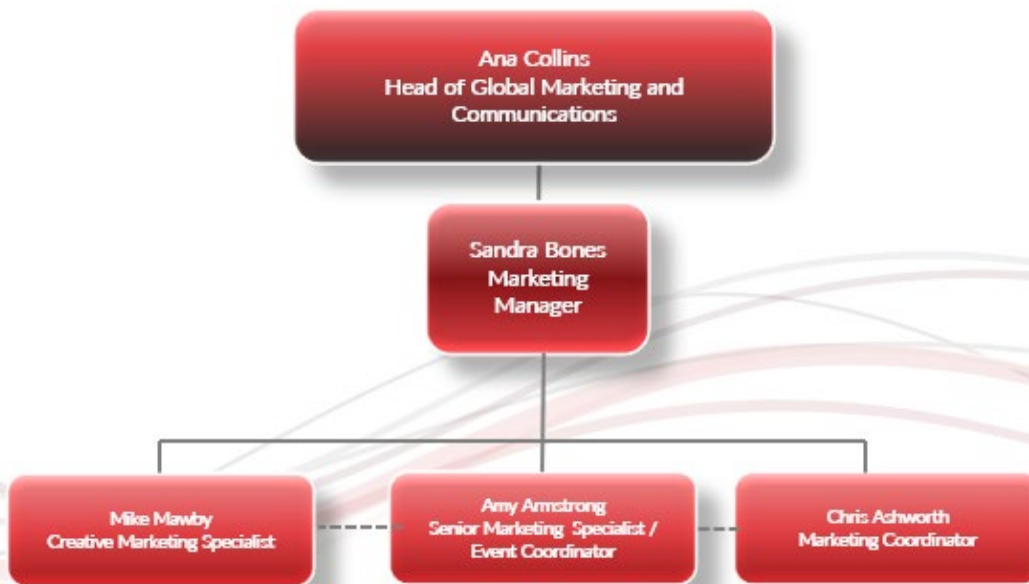 Ana Collins
Head of Global Marketing and
Communications
Sandra Bones
Marketing
Manager
Mike Mawby
Creative Marketing Specialist
Amy Armstrong
Senior Marketing Specialist /
Event Coordinator
Chris Ashworth
Marketing Coordinator